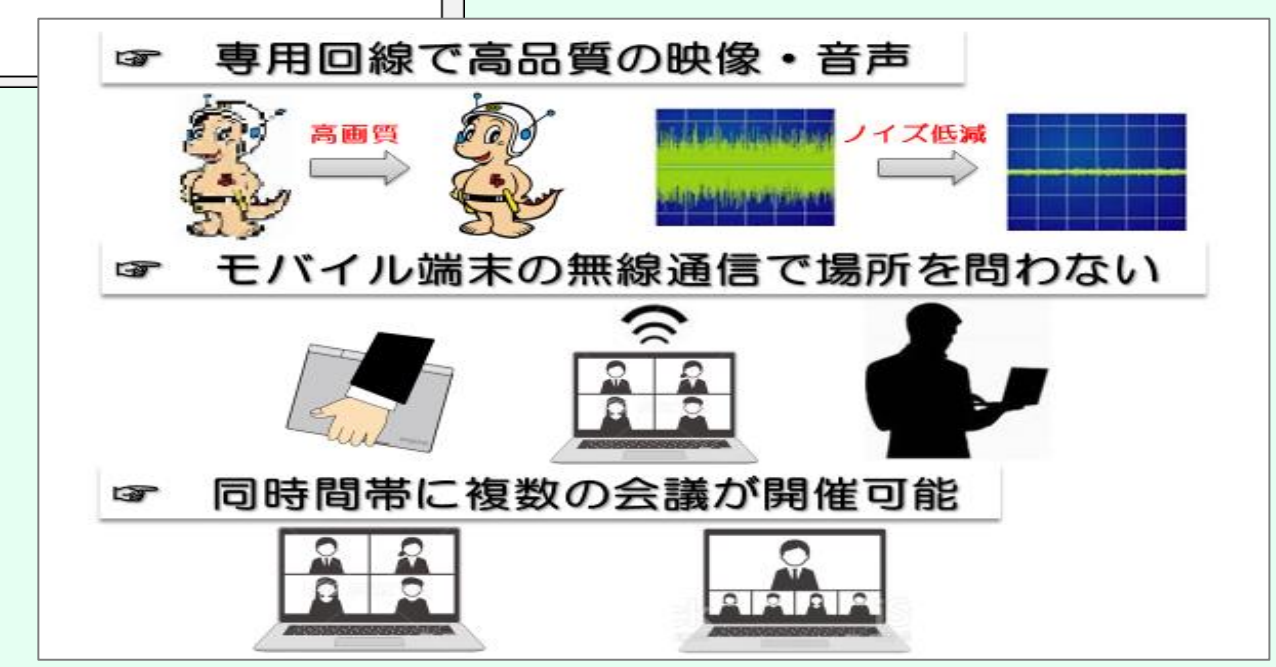 ☞ 専用回線で高品質の映像・音声
高画質
ノイズ低減
☞ モバイル端末の無線通信で場所を問わない
☞ 同時間帯に複数の会議が開催可能